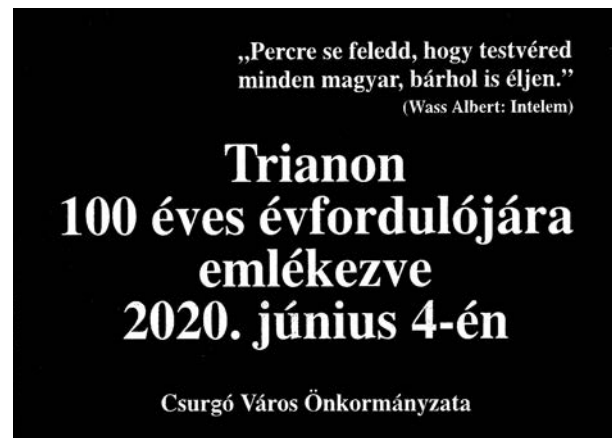 „Percre se feledd, hogy testvéred
minden magyar, bárhol is éljen.”
(Wass Albert: Intelem)
Trianon
100 éves évfordulójára
emlékezve
2020. június 4-én
Csurgó Város Önkormányzata